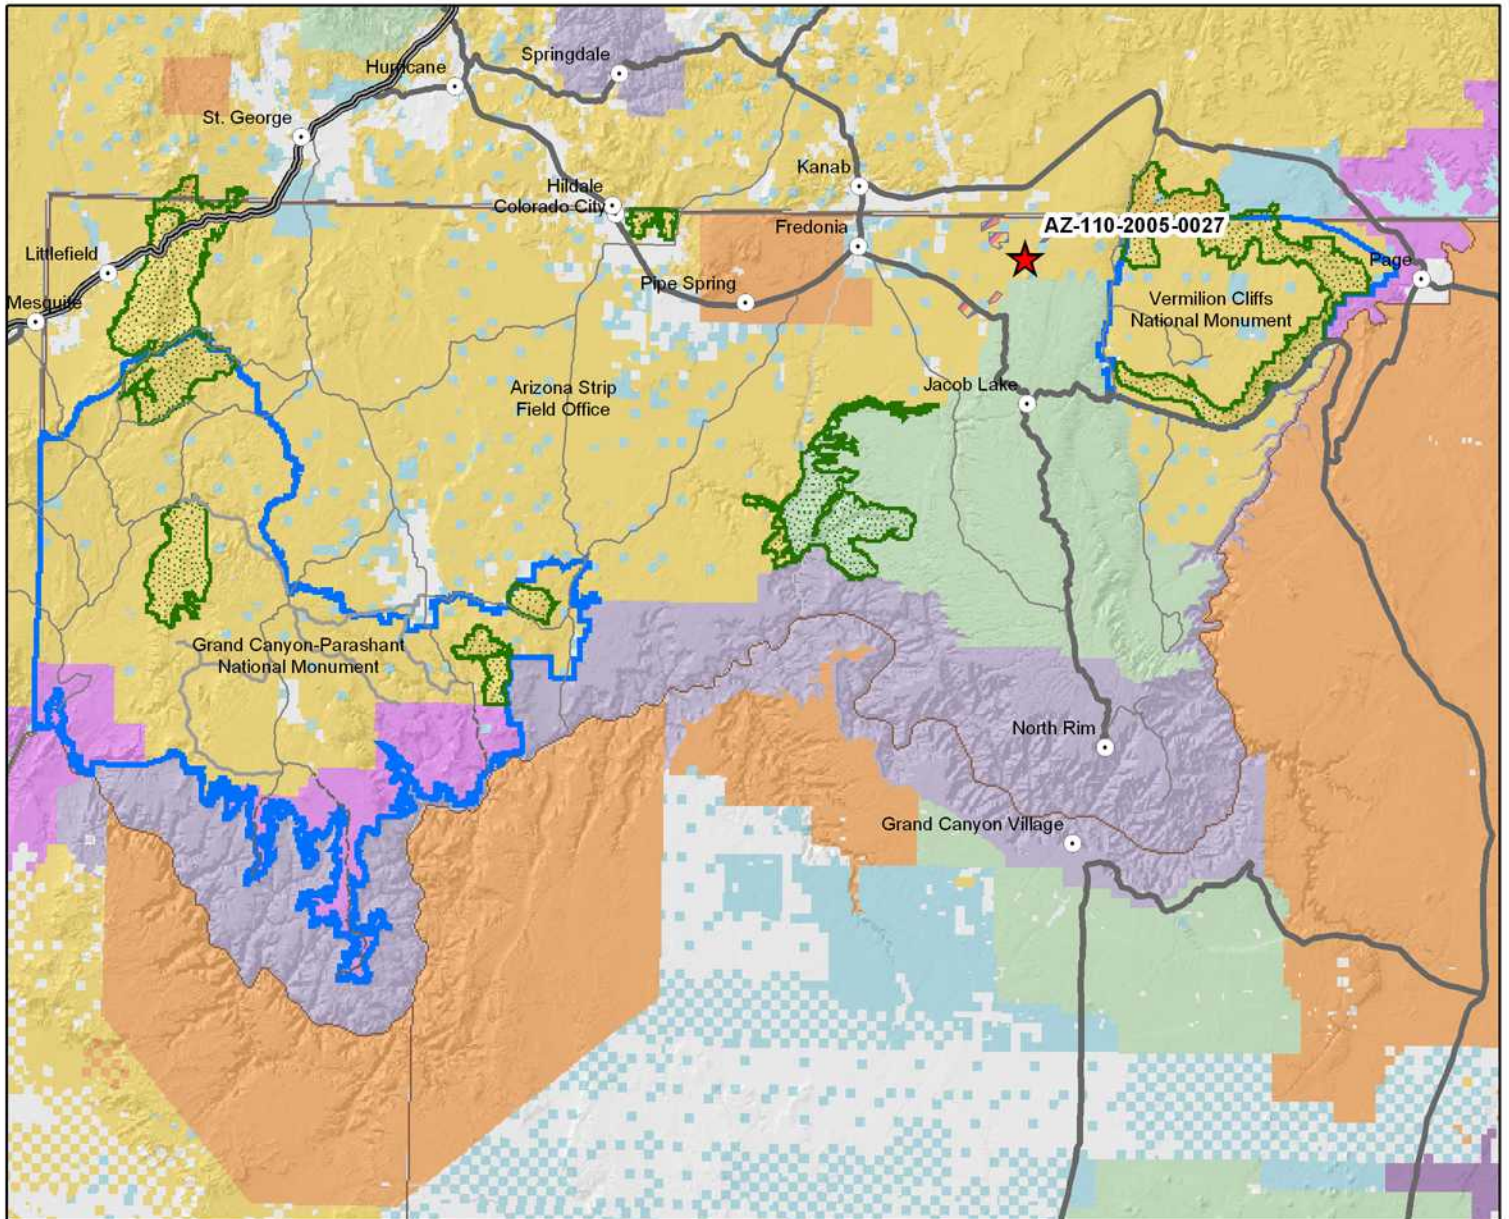 Springdale
Hurricane
St. George
Kanab
Hildale
Colorado City
AZ-110-2005-0027
Fredonia
Littlefield
Page
Pipe Spring
Mesquite
Vermilion Cliffs
National Monument
Arizona Strip
Field Office
Jacob Lake
Grand Canyon-Parashant
National Monument
North Rim
Grand Canyon Village